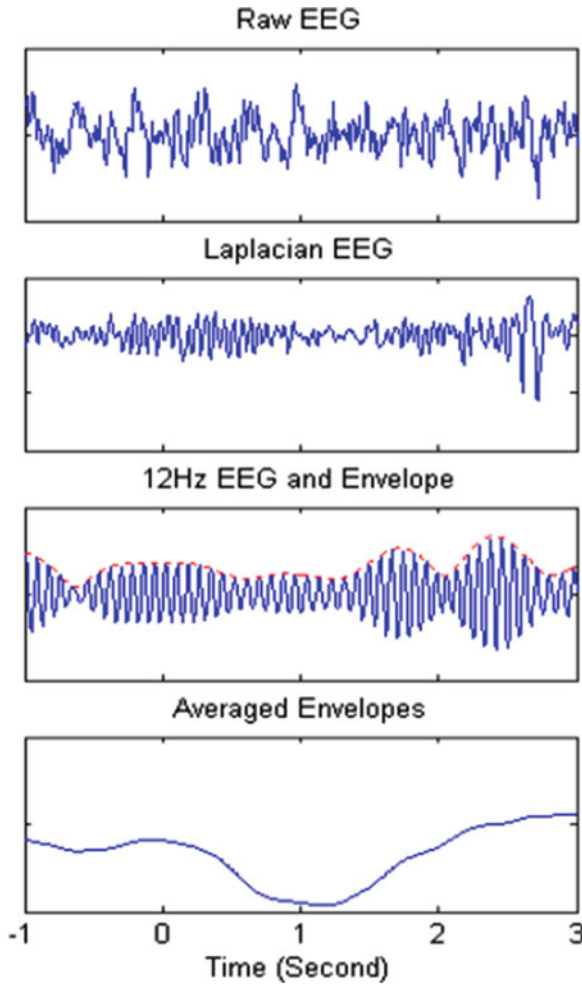 Raw EEG
Laplacian EEG
12Hz EEG and Envelope
Averaged Envelopes
-1 0 1 2 3
Time (Second)